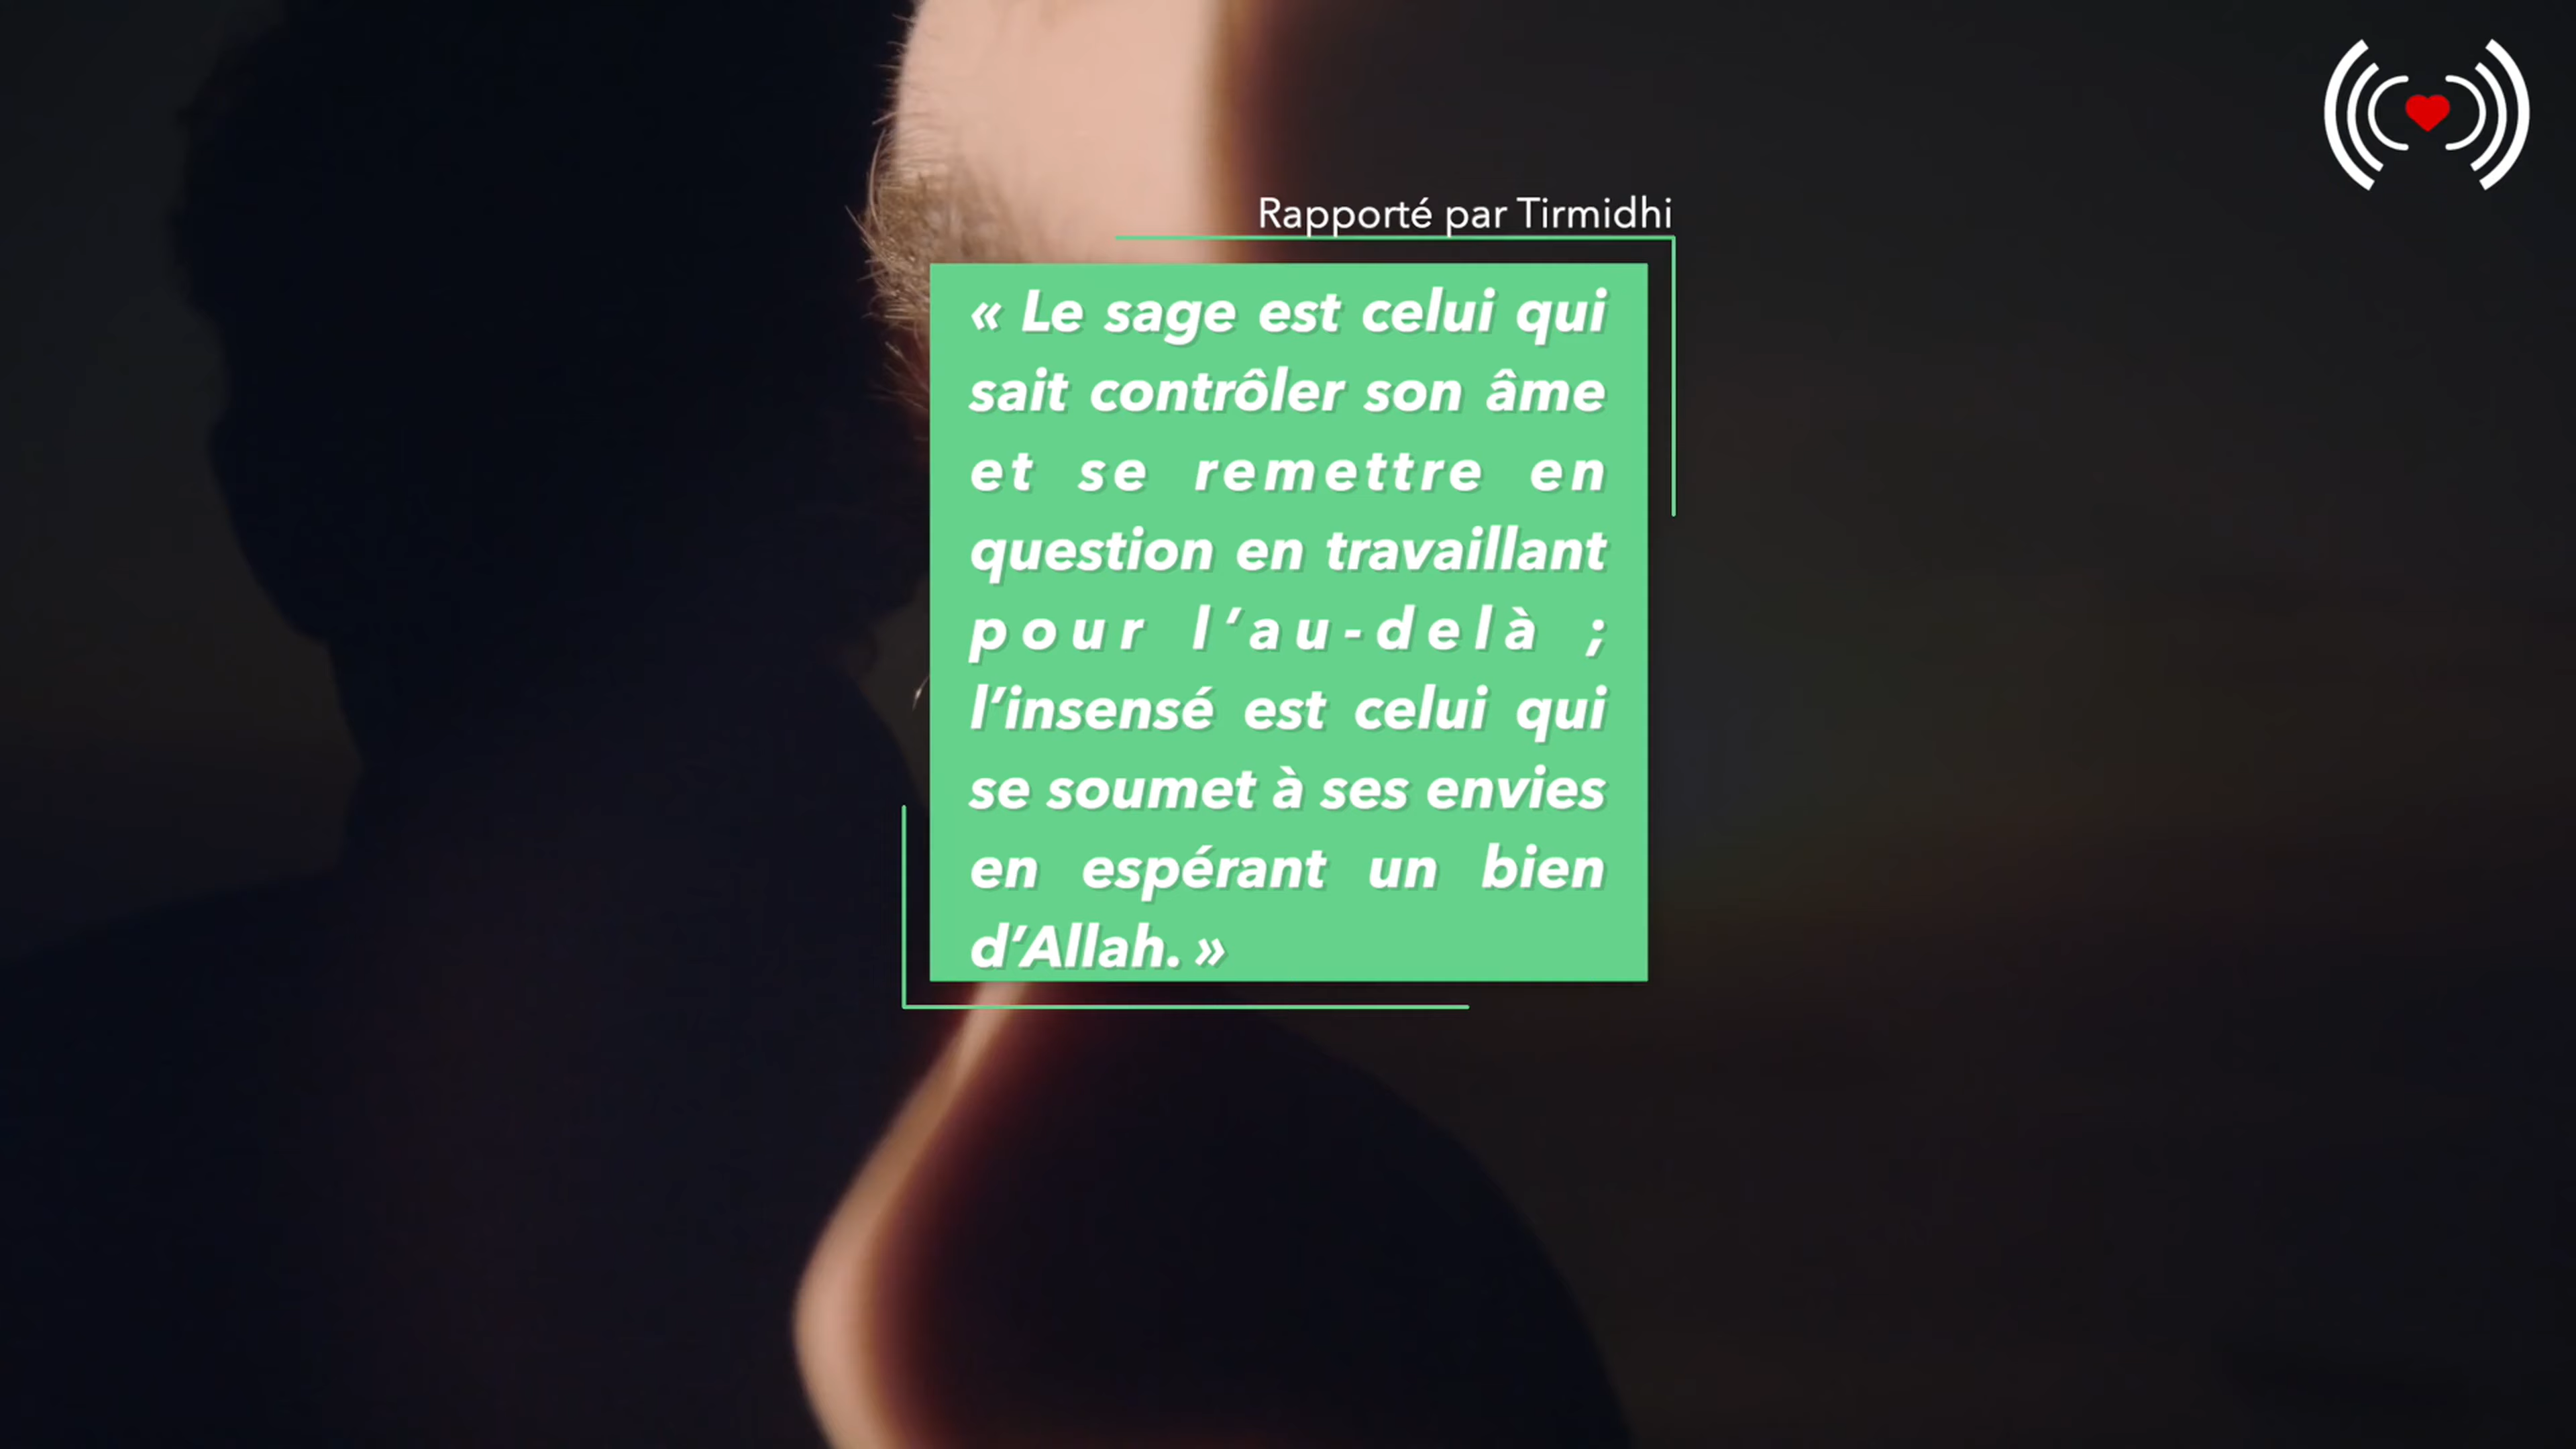 Rapporté par Tirmidhi
« Le sage est celui qui
sait contrôler son âme
et se remettre en
question en travaillant
pour l’au-delà ;
l’insensé est celui qui
se soumet à ses envies
en espérant un bien
d’Allah. »